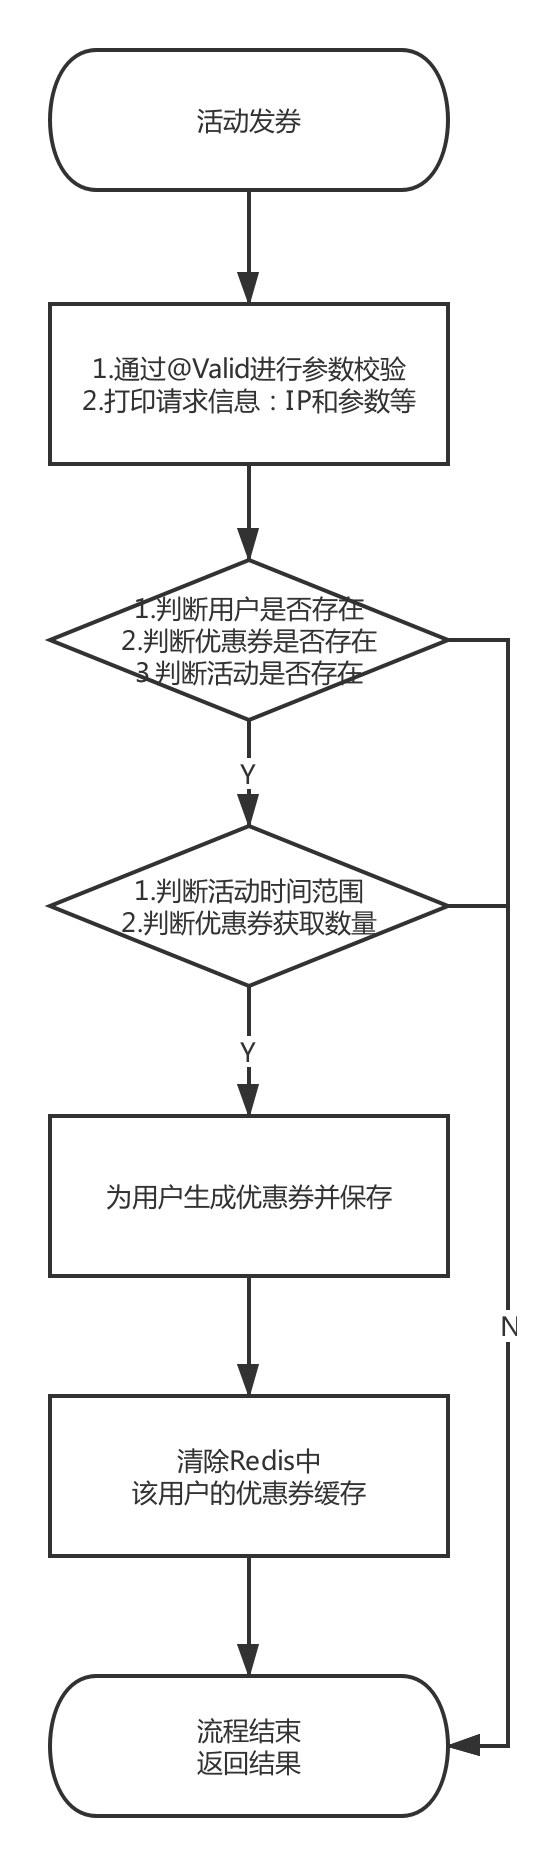 活动发券
1.通过@Valid进行参数校验
2.打印请求信息：IP和参数等
1.判断用户是否存在
2.判断优惠券是否存在
3.判断活动是否存在
Y
1.判断活动时间范围
2.判断优惠券获取数量
Y
为用户生成优惠券并保存
N
清除Redis中
该用户的优惠券缓存
流程结束
返回结果